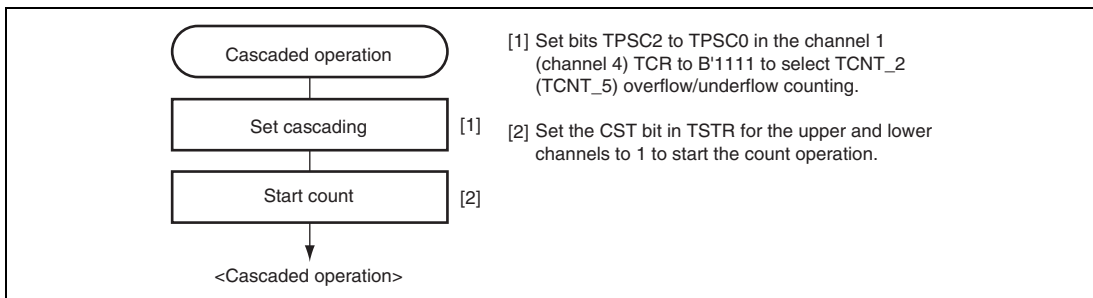 Cascaded operation
Set cascading
[1]
Start count
[2]
<Cascaded operation>
[1] Set bits TPSC2 to TPSC0 in the channel 1
(channel 4) TCR to B'1111 to select TCNT_2
(TCNT_5) overflow/underflow counting.
[2] Set the CST bit in TSTR for the upper and lower
channels to 1 to start the count operation.